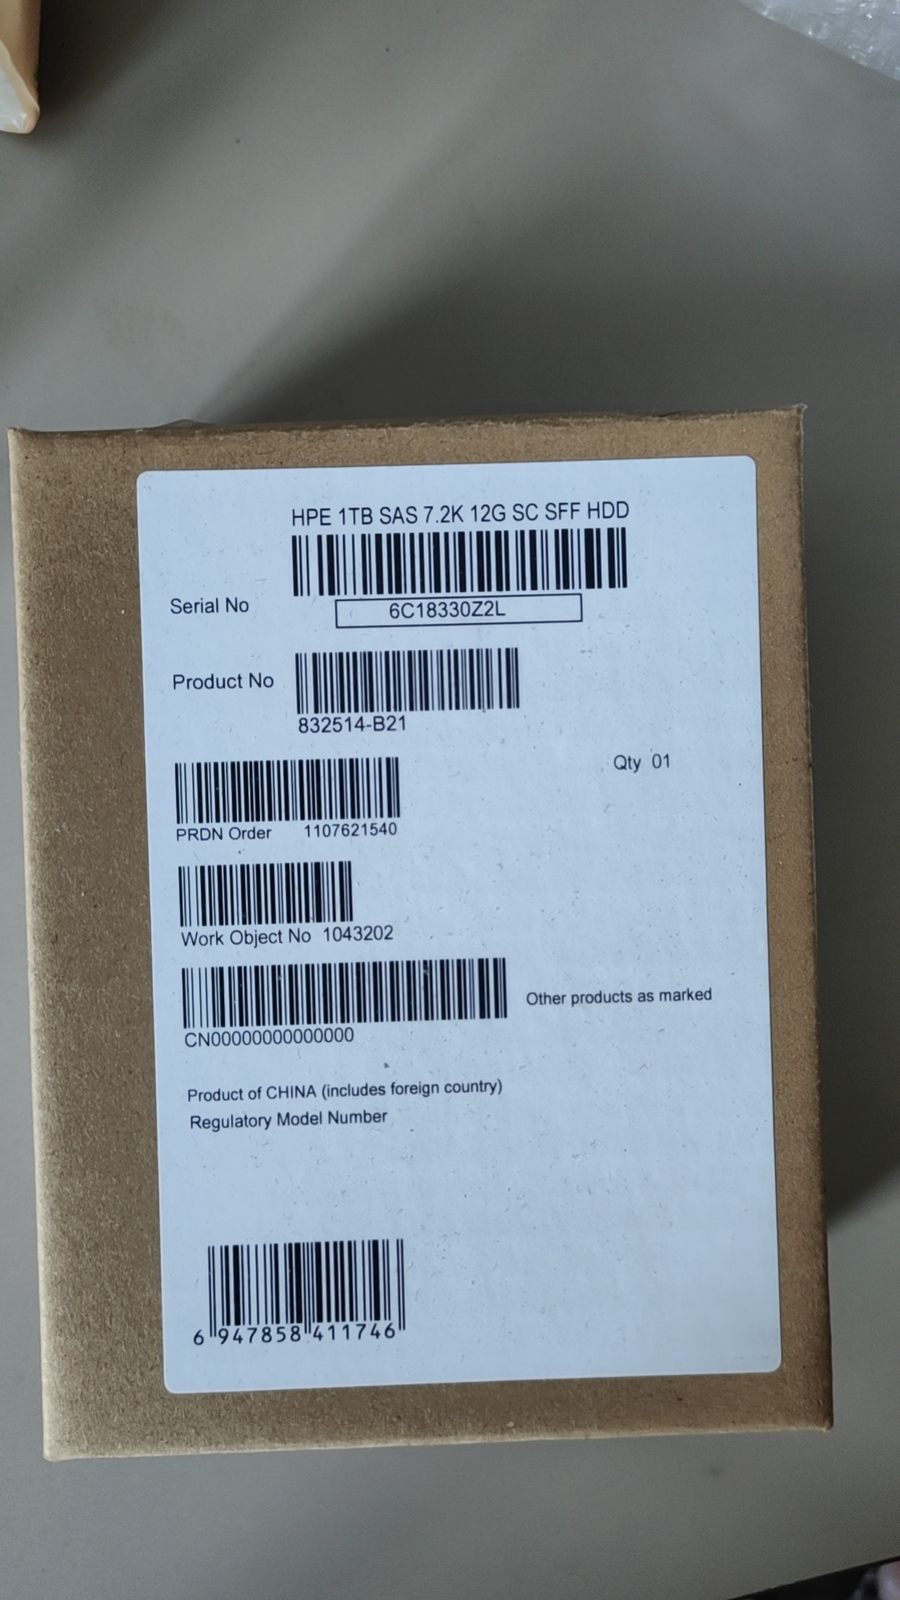 HPE 1TB SAS 7.2K 12G SC SFF HDD
Serial No 6C18330Z2L
Product No
832514-B21
Qty 01
PRDN Order 1107621540
Work Object No 1043202
Other products as marked
CN00000000000000
Product of CHINA (includes foreign country)
Regulatory Model Number
6 947858 411746